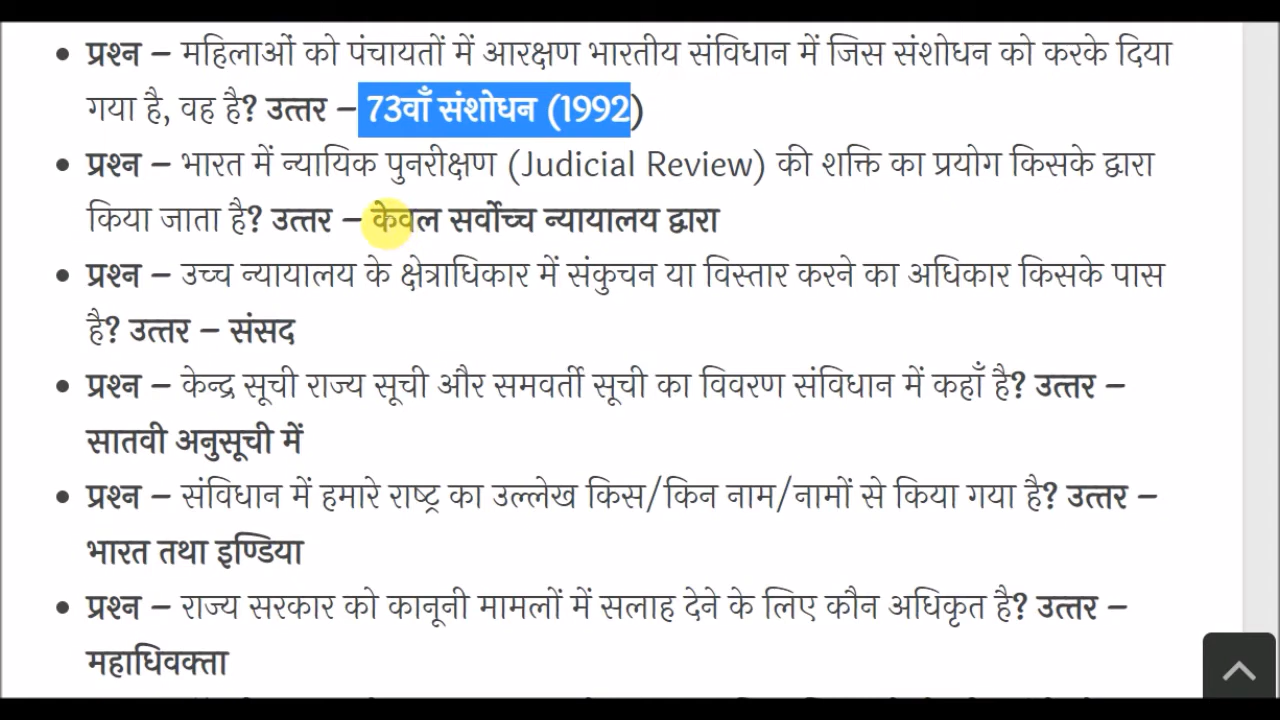 • प्रश्न – महिलाओं को पंचायतों में आरक्षण भारतीय संविधान में जिस संशोधन को करके दिया
गया है, वह है? उत्तर – 73वाँ संशोधन (1992)
• प्रश्न – भारत में न्यायिक पुनरीक्षण (Judicial Review) की शक्ति का प्रयोग किसके द्वारा
किया जाता है? उत्तर – केवल सर्वोच्च न्यायालय द्वारा
• प्रश्न – उच्च न्यायालय के क्षेत्राधिकार में संकुचन या विस्तार करने का अधिकार किसके पास
है? उत्तर – संसद
• प्रश्न – केन्द्र सूची राज्य सूची और समवर्ती सूची का विवरण संविधान में कहाँ है? उत्तर –
सातवी अनुसूची में
• प्रश्न – संविधान में हमारे राष्ट्र का उल्लेख किस/किन नाम/नामों से किया गया है? उत्तर –
भारत तथा इण्डिया
• प्रश्न – राज्य सरकार को कानूनी मामलों में सलाह देने के लिए कौन अधिकृत है? उत्तर –
महाधिवक्ता